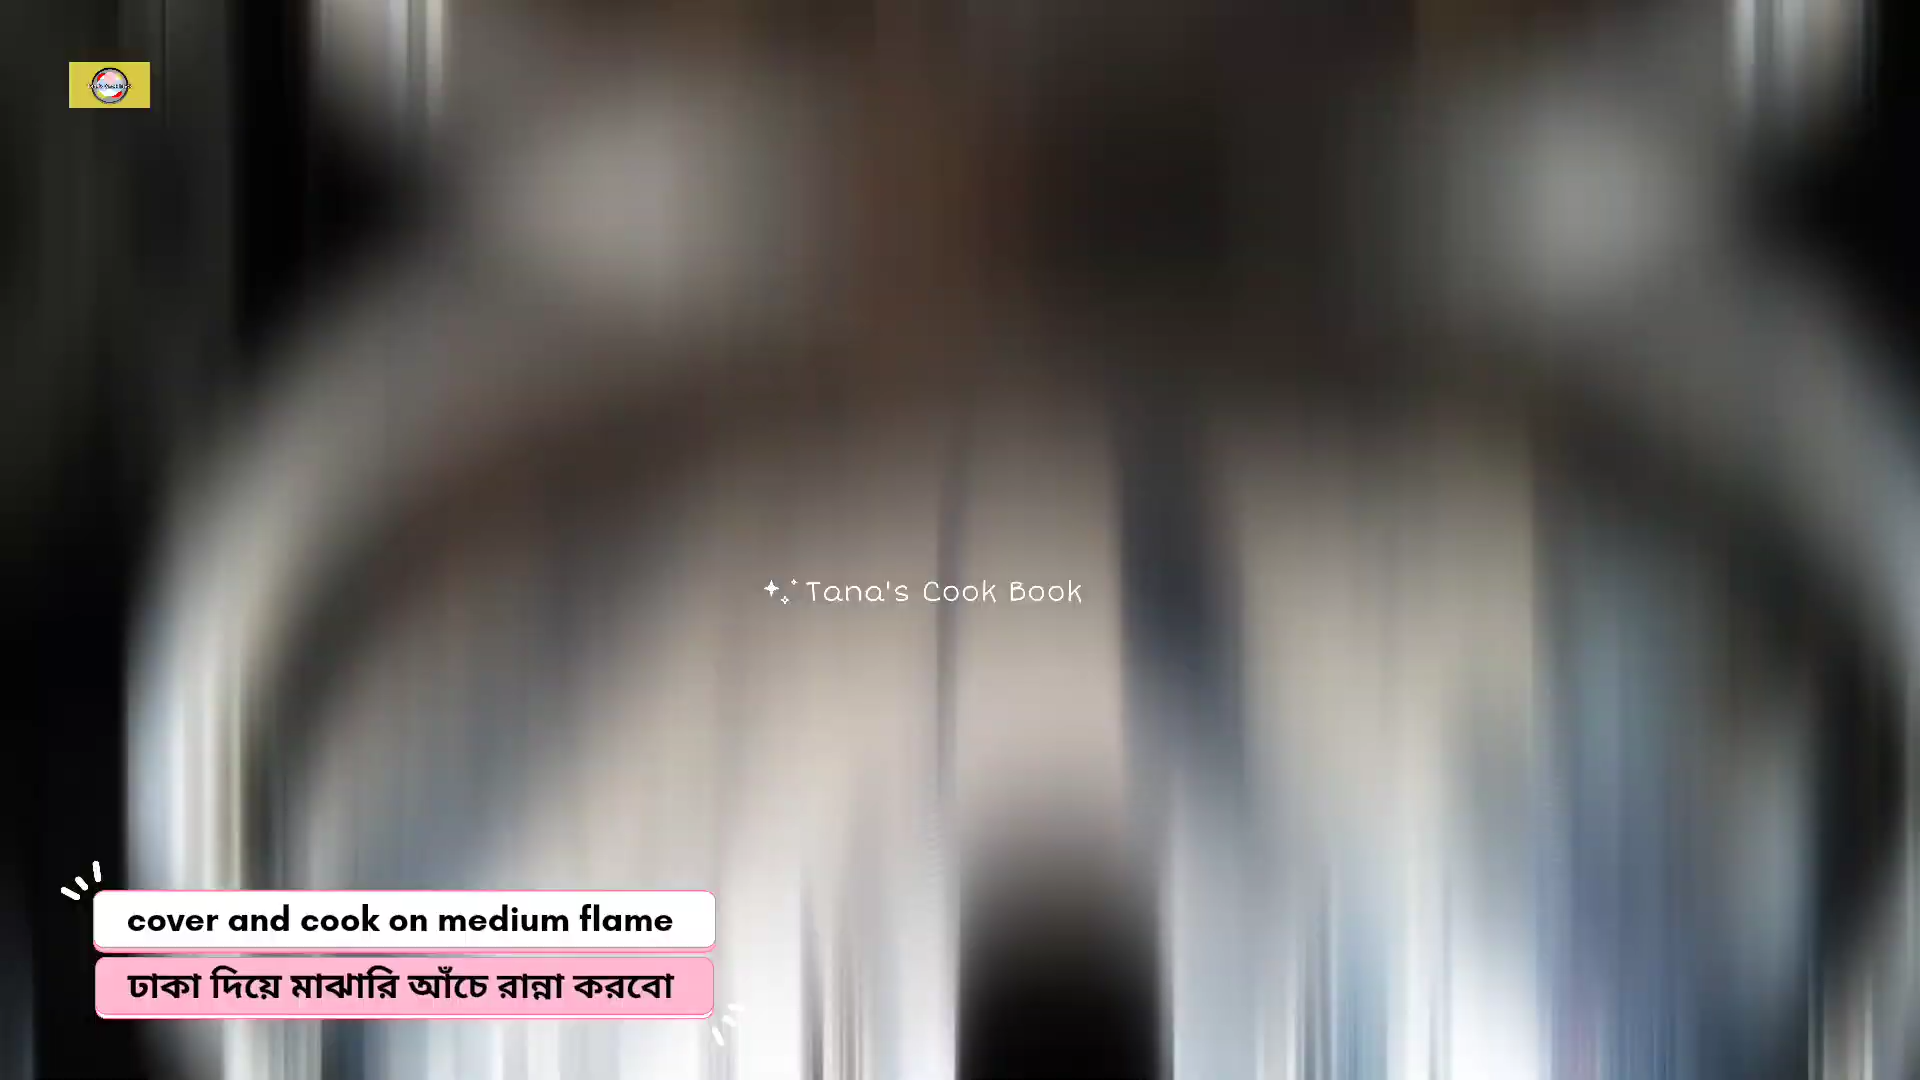 Tana's Cook Book
cover and cook on medium flame
ঢাকা দিয়ে মাঝারি আঁচে রান্না করবো